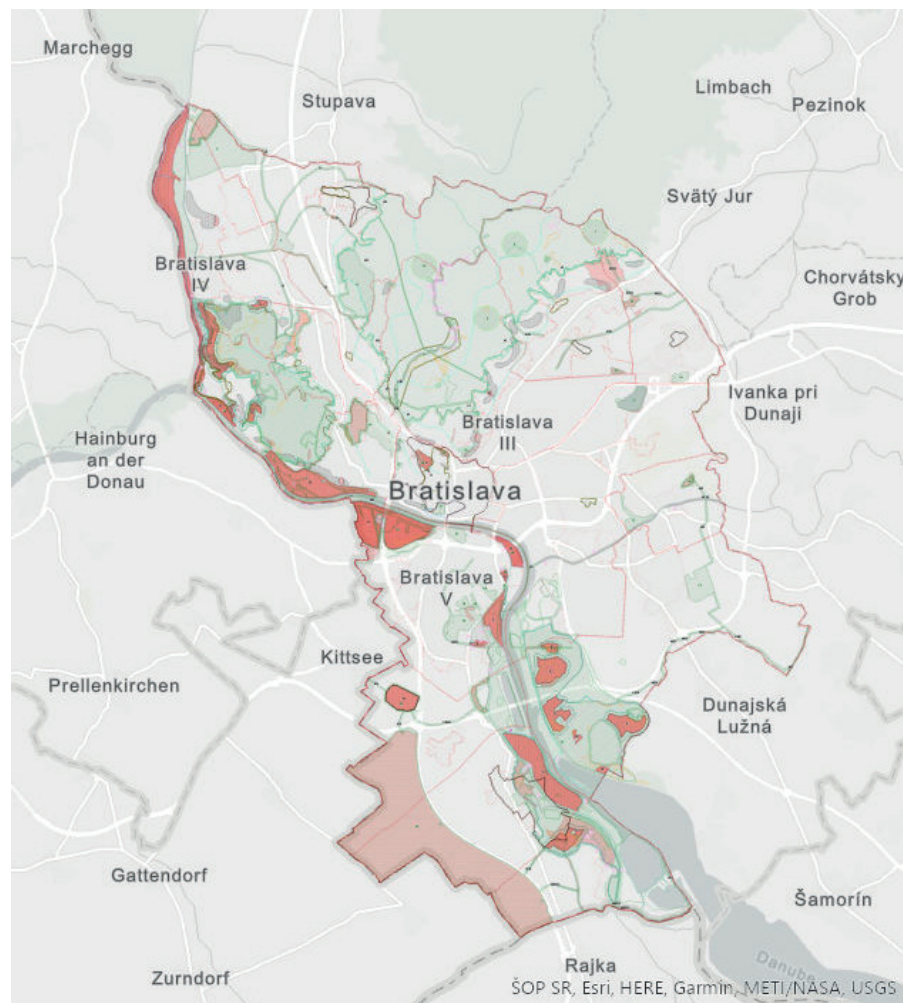 Marchegg
Stupava
Limbach
Pezinok
Svätý Jur
Bratislava
IV
Chorvátsky
Grob
Ivanka pri
Dunaji
Bratislava
III
Hainburg
an der
Donau
Bratislava
Bratislava
V
Kittsee
Prellenkirchen
Dunajská
Lužná
Gattendorf
Šamorín
Zurndorf
Rajka
Danube
ŠOP SR, Esri, HERE, Garmin, METI/NASA, USGS